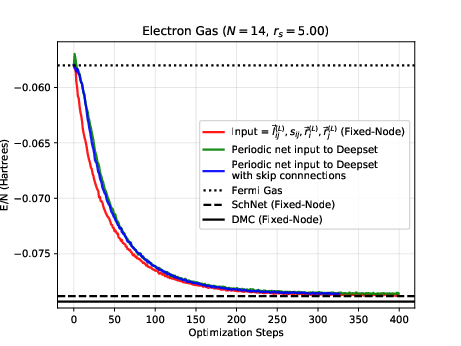 Electron Gas (N = 14, r_s = 5.00)
E/N (Hartrees)
−0.060
−0.065
−0.070
−0.075
Input = r⃗_ij^(L), s_ij, r⃗_i^(L), r⃗_j^(L) (Fixed-Node)
Periodic net input to Deepset
Periodic net input to Deepset
with skip connnections
Fermi Gas
SchNet (Fixed-Node)
DMC (Fixed-Node)
0 50 100 150 200 250 300 350 400
Optimization Steps